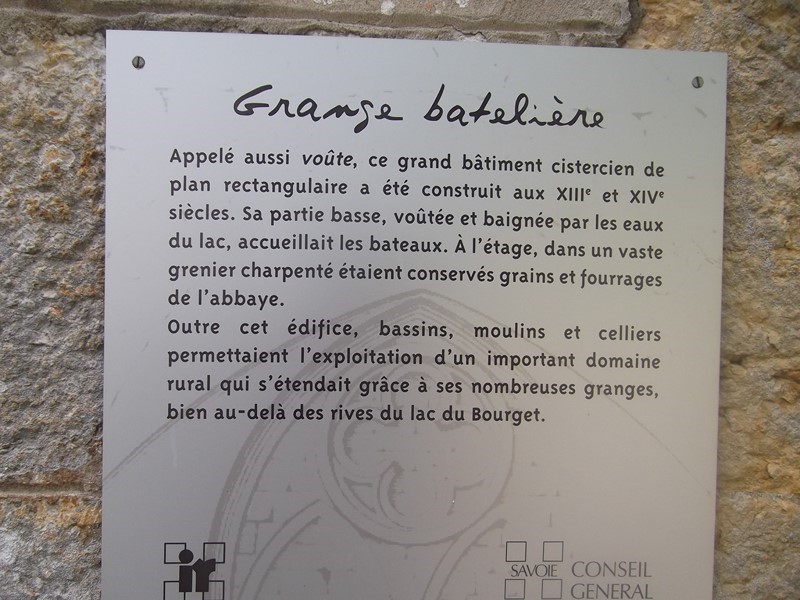 Grange batelière
Appelé aussi voûte, ce grand bâtiment cistercien de
plan rectangulaire a été construit aux XIIIe et XIVe
siècles. Sa partie basse, voûtée et baignée par les eaux
du lac, accueillait les bateaux. À l'étage, dans un vaste
grenier charpenté étaient conservés grains et fourrages
de l'abbaye.
Outre cet édifice, bassins, moulins et celliers
permettaient l'exploitation d'un important domaine
rural qui s'étendait grâce à ses nombreuses granges,
bien au-delà des rives du lac du Bourget.
ir
SAVOIE CONSEIL
GENERAL